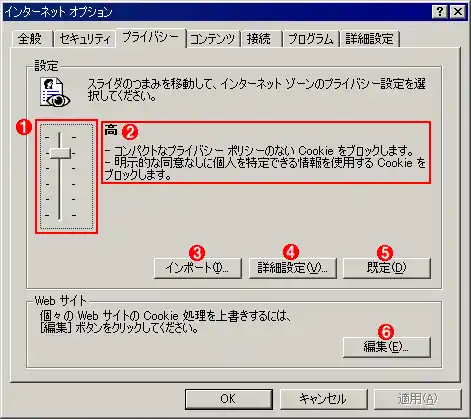 インターネット オプション
全般 セキュリティ プライバシー コンテンツ 接続 プログラム 詳細設定
設定
スライダのつまみを移動して、インターネット ゾーンのプライバシー設定を選
択してください。
1
高 2
- コンパクトなプライバシー ポリシーのない Cookie をブロックします。
- 明示的な同意なしに個人を特定できる情報を使用する Cookie を
ブロックします。
3 4 5
インポート(I)... 詳細設定(V)... 既定(D)
Web サイト
個々の Web サイトの Cookie 処理を上書きするには、
[編集] ボタンをクリックしてください。
6
編集(E)...
OK キャンセル 適用(A)